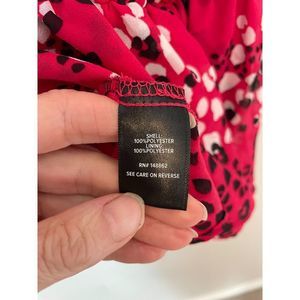 SHELL:
100%POLYESTER
LINING:
100%POLYESTER
RN# 148862
SEE CARE ON REVERSE